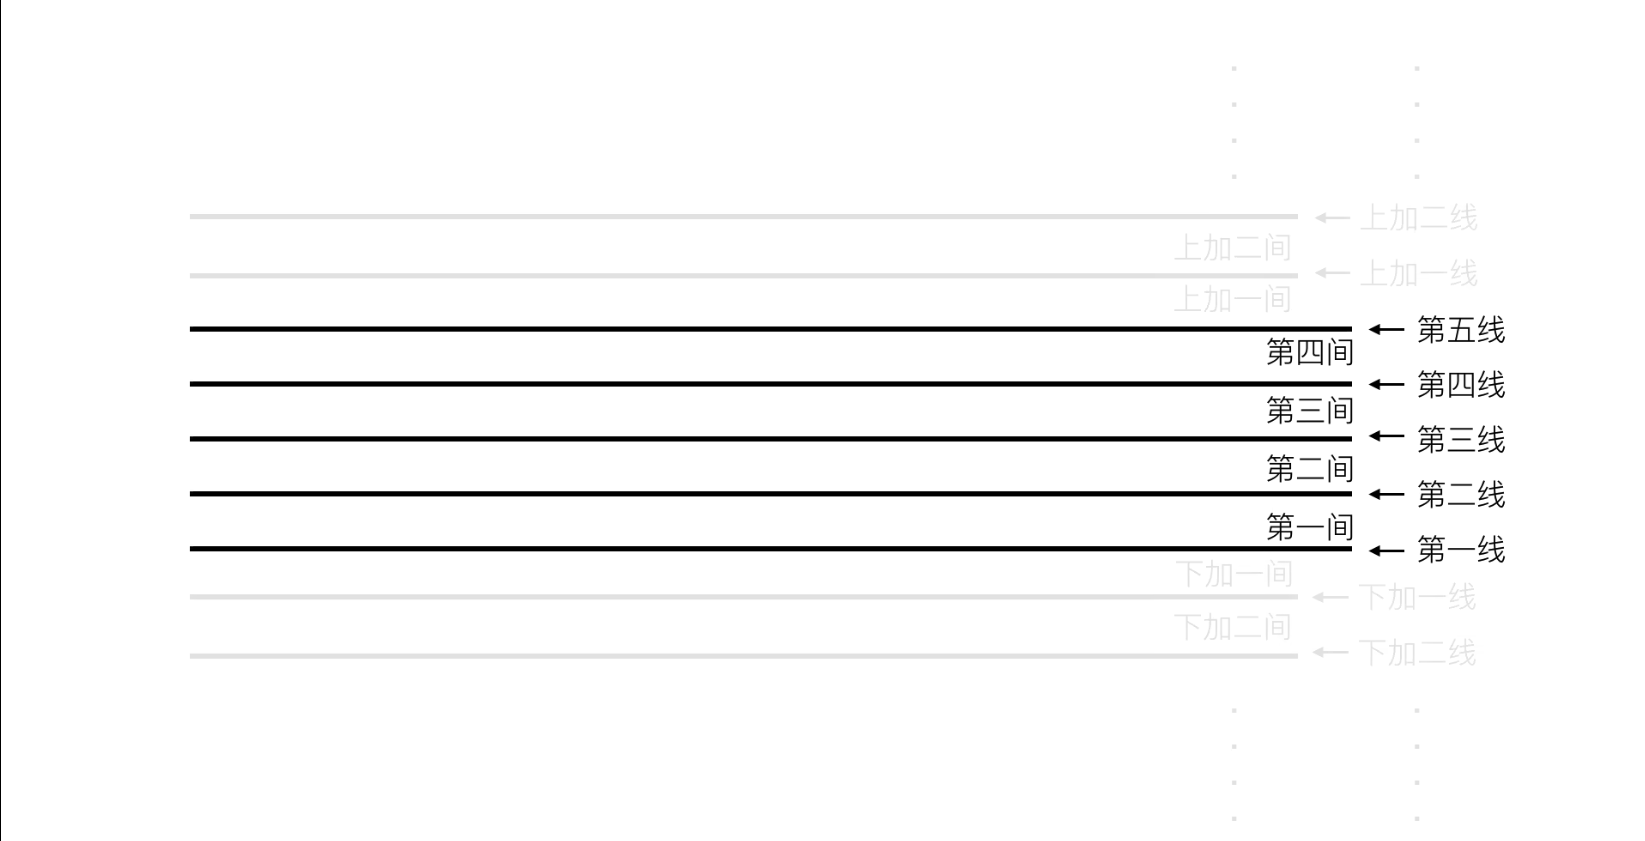 上加二线
上加二间
上加一线
上加一间
第五线
第四间
第四线
第三间
第三线
第二间
第二线
第一间
第一线
下加一间
下加一线
下加二间
下加二线